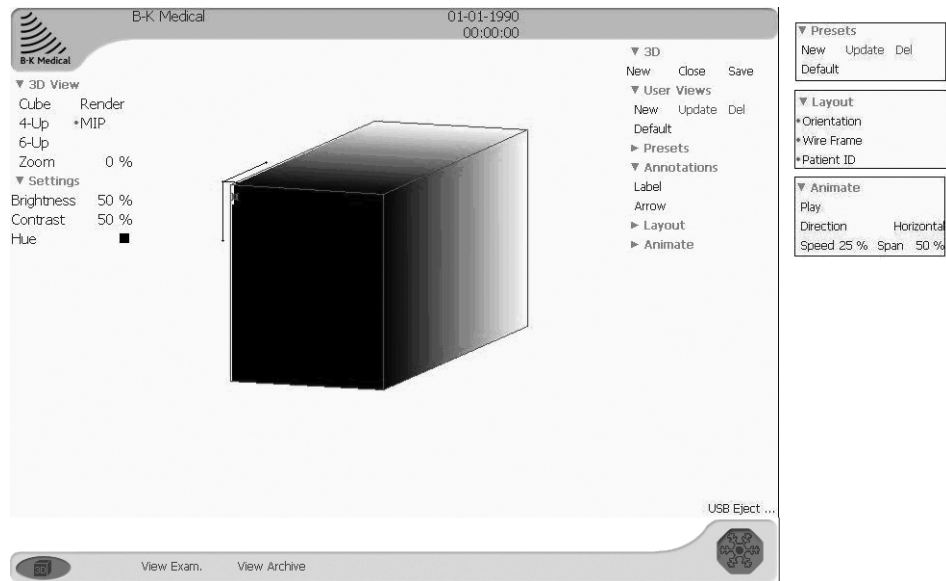 B-K Medical
01-01-1990
00:00:00
B-K Medical
▼ 3D View
Cube Render
4-Up •MIP
6-Up
Zoom 0 %
▼ Settings
Brightness 50 %
Contrast 50 %
Hue
▼ 3D
New Close Save
▼ User Views
New Update Del
Default
► Presets
▼ Annotations
Label
Arrow
► Layout
► Animate
USB Eject ...
3D View Exam. View Archive
▼ Presets
New Update Del
Default
▼ Layout
•Orientation
•Wire Frame
•Patient ID
▼ Animate
Play
Direction Horizontal
Speed 25 % Span 50 %